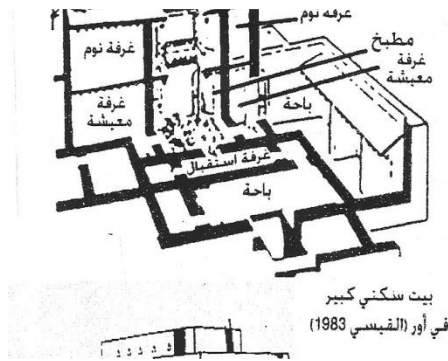 غرفة نوم
غرفة نوم
مطبخ
غرفة
معيشة
باحة
غرفة
معيشة
غرفة استقبال
باحة
بيت سكني كبير
في أور (القيسي 1983)